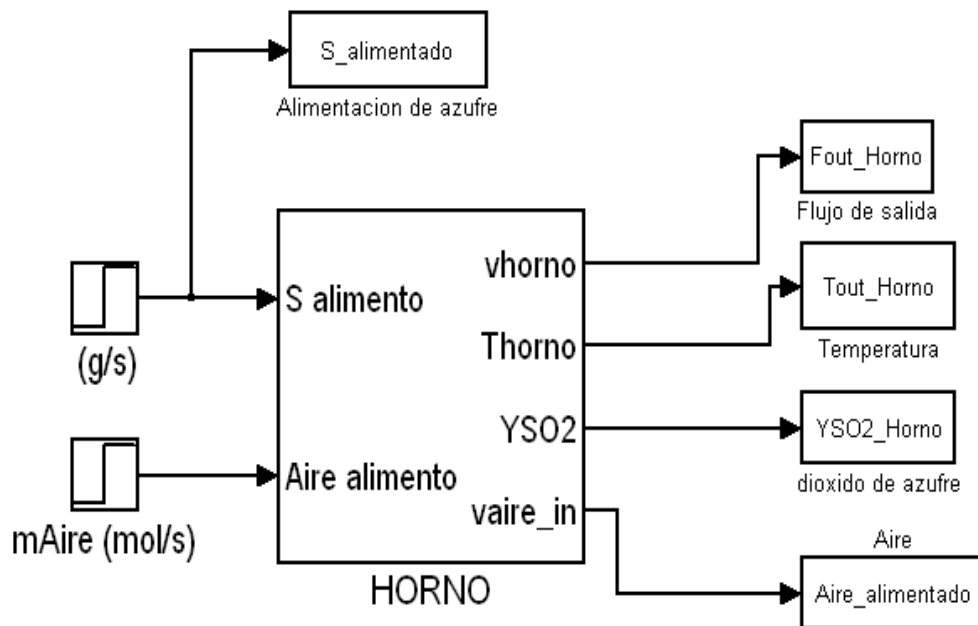 S_alimentado
Alimentacion de azufre
Fout_Horno
Flujo de salida
vhorno
S alimento
Tout_Horno
Thorno
Temperatura
(g/s)
YSO2
YSO2_Horno
Aire alimento
dioxido de azufre
vaire_in
mAire (mol/s)
Aire
HORNO
Aire_alimentado